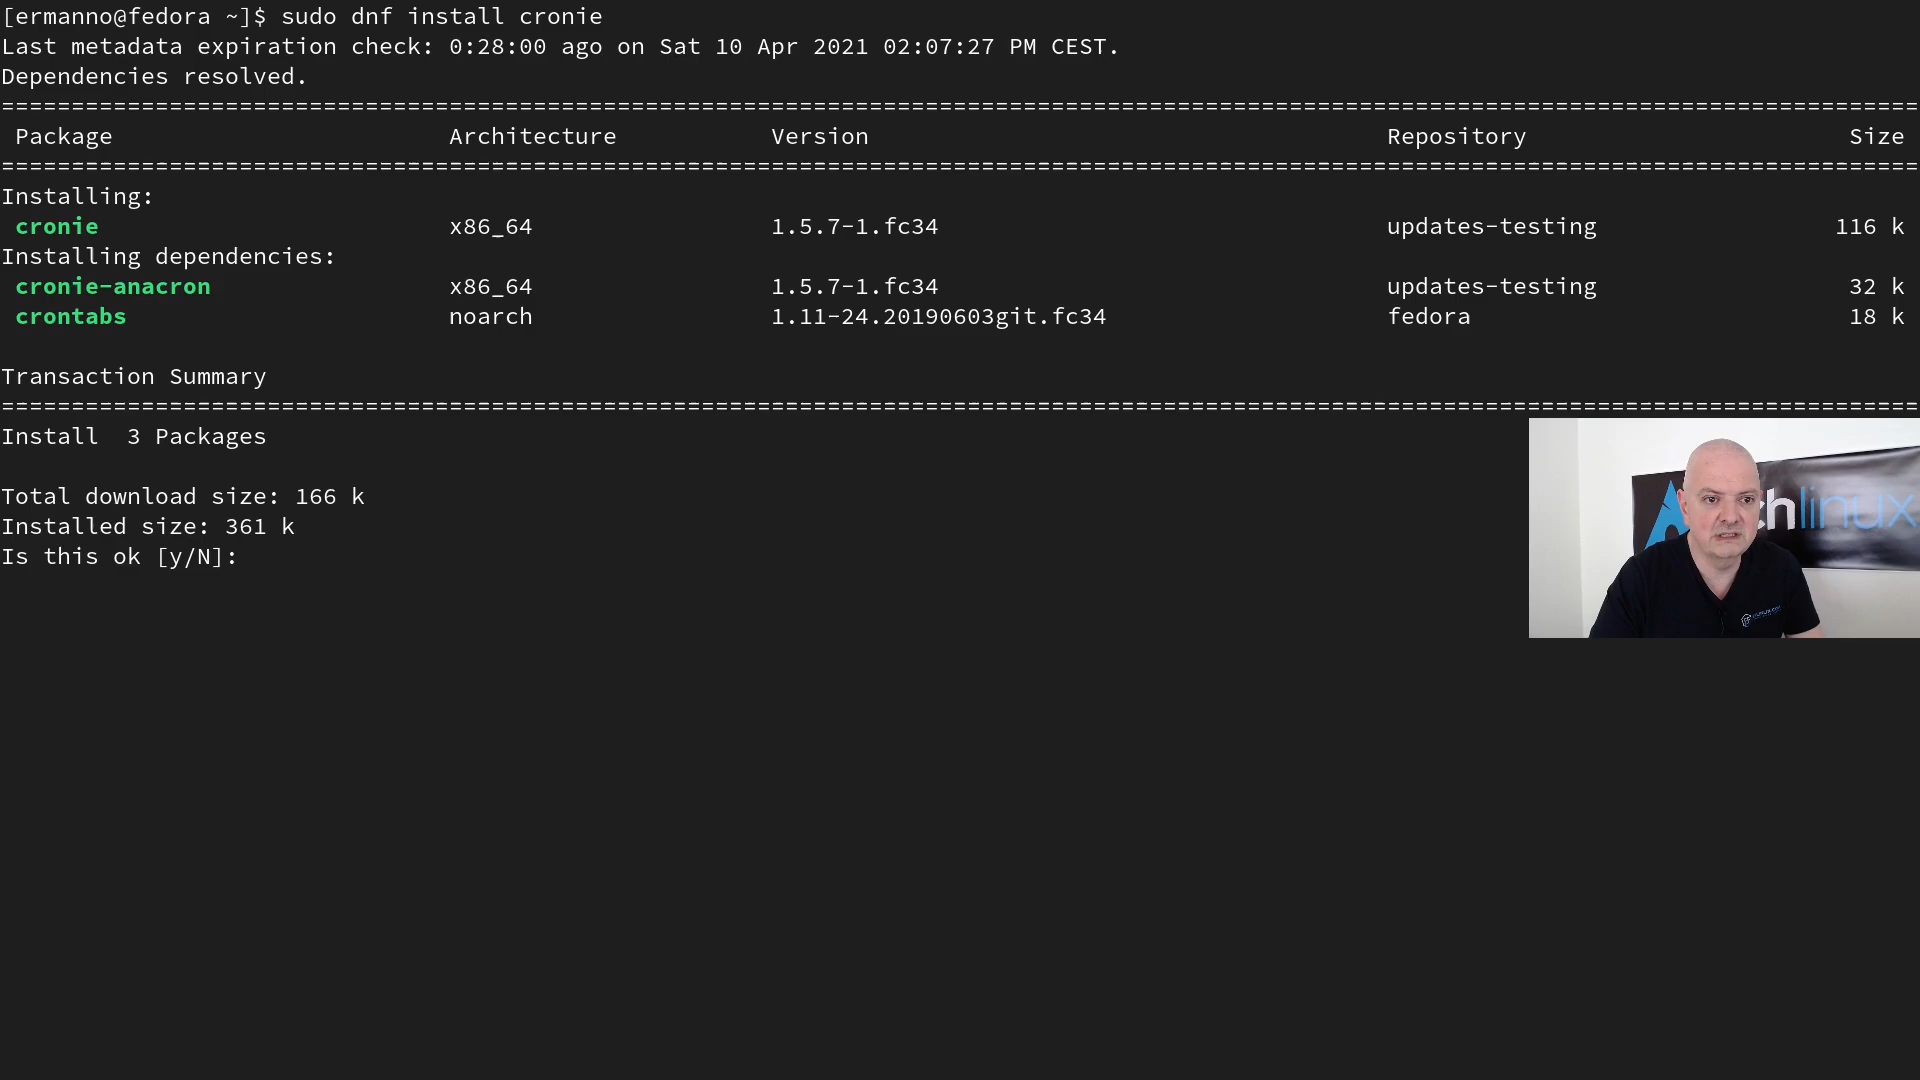 [ermanno@fedora ~]$ sudo dnf install cronie
Last metadata expiration check: 0:28:00 ago on Sat 10 Apr 2021 02:07:27 PM CEST.
Dependencies resolved.
Package Architecture Version Repository Size
Installing:
cronie x86_64 1.5.7-1.fc34 updates-testing 116 k
Installing dependencies:
cronie-anacron x86_64 1.5.7-1.fc34 updates-testing 32 k
crontabs noarch 1.11-24.20190603git.fc34 fedora 18 k
Transaction Summary
Install 3 Packages
Total download size: 166 k
Installed size: 361 k
Is this ok [y/N]:
ch linux